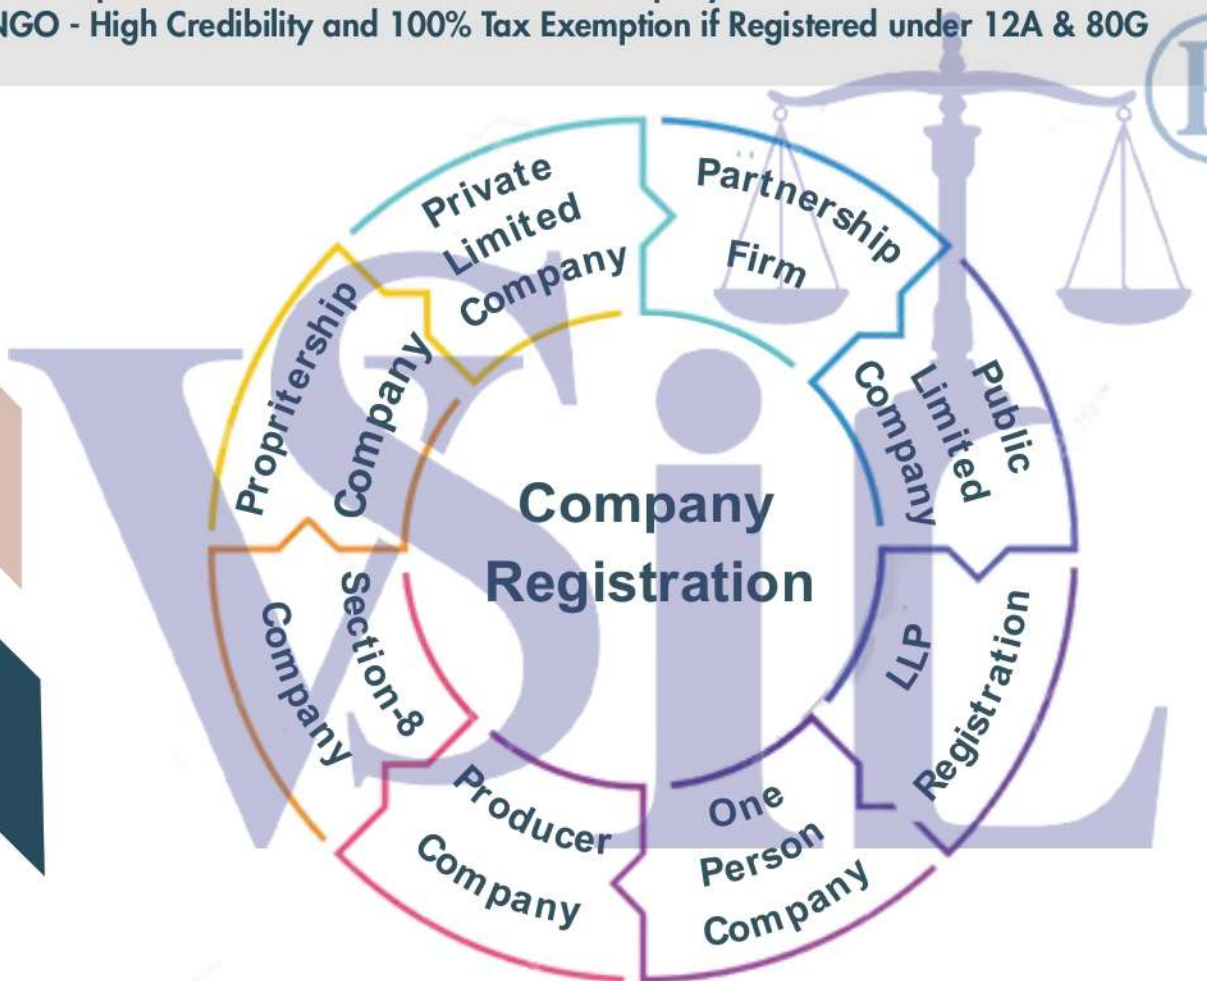 NGO - High Credibility and 100% Tax Exemption if Registered under 12A & 80G
Private
Limited
Company
Partnership
Firm
Public
Limited
Company
LLP
Registration
One
Person
Company
Producer
Company
Section-8
Company
Propritership
Company
Company
Registration
VSiL